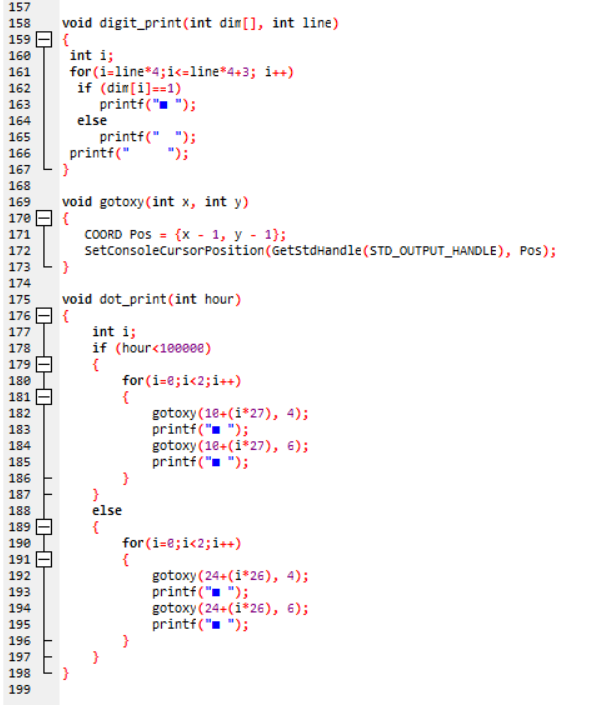 157
158 void digit_print(int dim[], int line)
159 {
160 int i;
161 for(i=line*4;i<=line*4+3; i++)
162 if (dim[i]==1)
163 printf("■ ");
164 else
165 printf("  ");
166 printf("     ");
167 }
168
169 void gotoxy(int x, int y)
170 {
171 COORD Pos = {x - 1, y - 1};
172 SetConsoleCursorPosition(GetStdHandle(STD_OUTPUT_HANDLE), Pos);
173 }
174
175 void dot_print(int hour)
176 {
177 int i;
178 if (hour<100000)
179 {
180 for(i=0;i<2;i++)
181 {
182 gotoxy(10+(i*27), 4);
183 printf("■ ");
184 gotoxy(10+(i*27), 6);
185 printf("■ ");
186 }
187 }
188 else
189 {
190 for(i=0;i<2;i++)
191 {
192 gotoxy(24+(i*26), 4);
193 printf("■ ");
194 gotoxy(24+(i*26), 6);
195 printf("■ ");
196 }
197 }
198 }
199